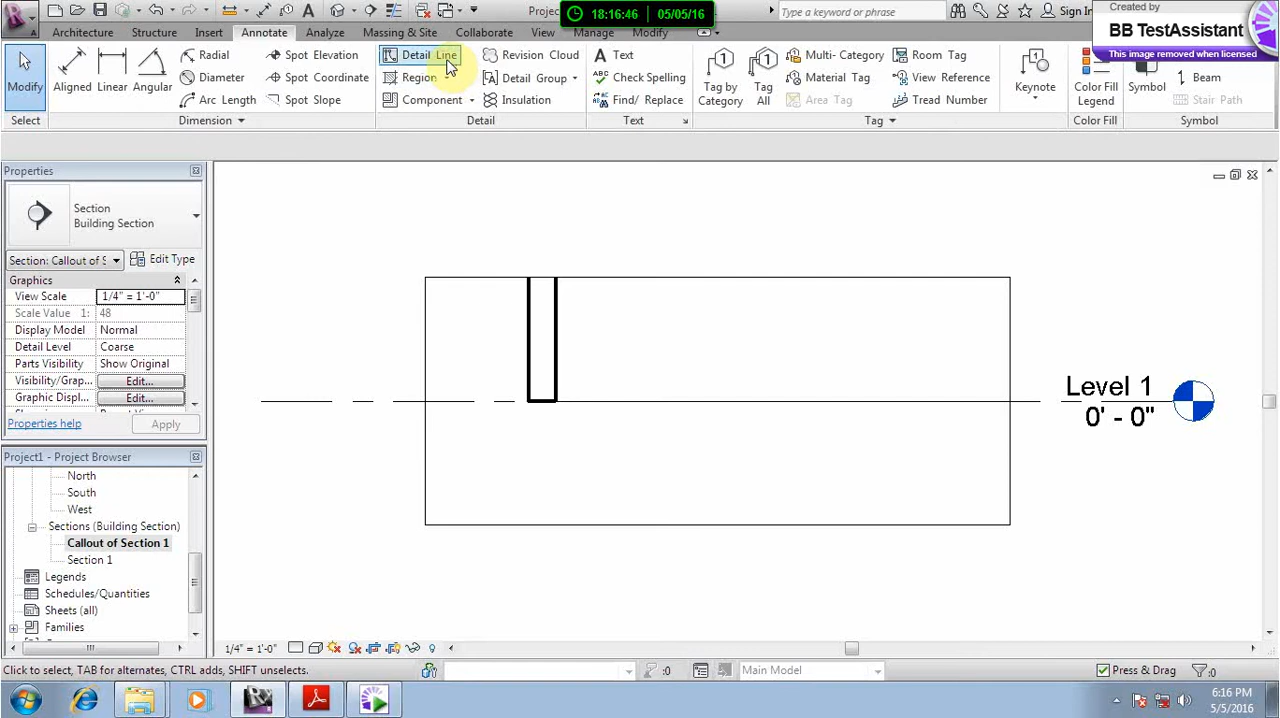 Projec
18:16:46 05/05/16
Type a keyword or phrase
Sign In
Created by
BB TestAssistant
This image removed when licensed
Architecture Structure Insert Annotate Analyze Massing & Site Collaborate View Manage Modify
Modify
Select
Aligned Linear Angular
Radial
Diameter
Arc Length
Spot Elevation
Spot Coordinate
Spot Slope
Dimension
Detail Line
Region
Component
Revision Cloud
Detail Group
Insulation
Detail
Text
Check Spelling
Find/ Replace
Text
Tag by Category
Tag All
Multi- Category
Material Tag
Area Tag
Room Tag
View Reference
Tread Number
Tag
Keynote
Color Fill Legend
Color Fill
Symbol
Beam
Stair Path
Symbol
Properties
Section
Building Section
Section: Callout of S
Edit Type
Graphics
View Scale 1/4" = 1'-0"
Scale Value 1: 48
Display Model Normal
Detail Level Coarse
Parts Visibility Show Original
Visibility/Grap... Edit...
Graphic Displ... Edit...
Properties help
Apply
Project1 - Project Browser
North
South
West
Sections (Building Section)
Callout of Section 1
Section 1
Legends
Schedules/Quantities
Sheets (all)
Families
Level 1
0' - 0"
1/4" = 1'-0"
Click to select, TAB for alternates, CTRL adds, SHIFT unselects.
:0
Main Model
Press & Drag
:0
6:16 PM
5/5/2016